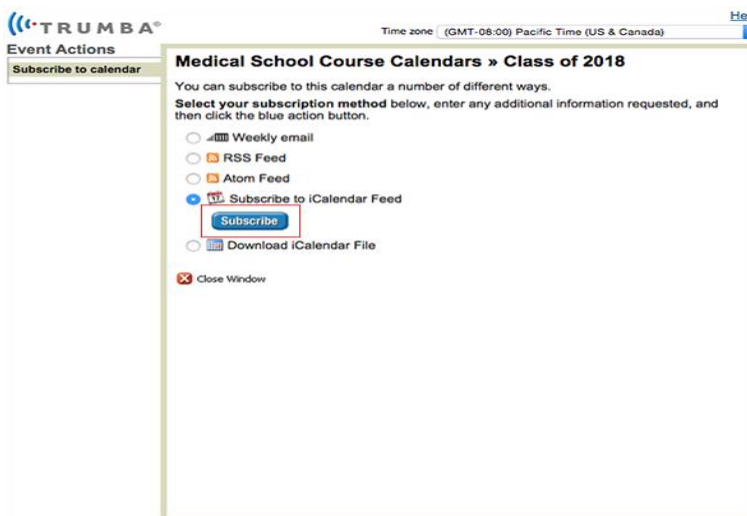 TRUMBA®
He
Time zone (GMT-08:00) Pacific Time (US & Canada)
Event Actions
Subscribe to calendar
Medical School Course Calendars » Class of 2018
You can subscribe to this calendar a number of different ways.
Select your subscription method below, enter any additional information requested, and
then click the blue action button.
Weekly email
RSS Feed
Atom Feed
Subscribe to iCalendar Feed
Subscribe
Download iCalendar File
Close Window